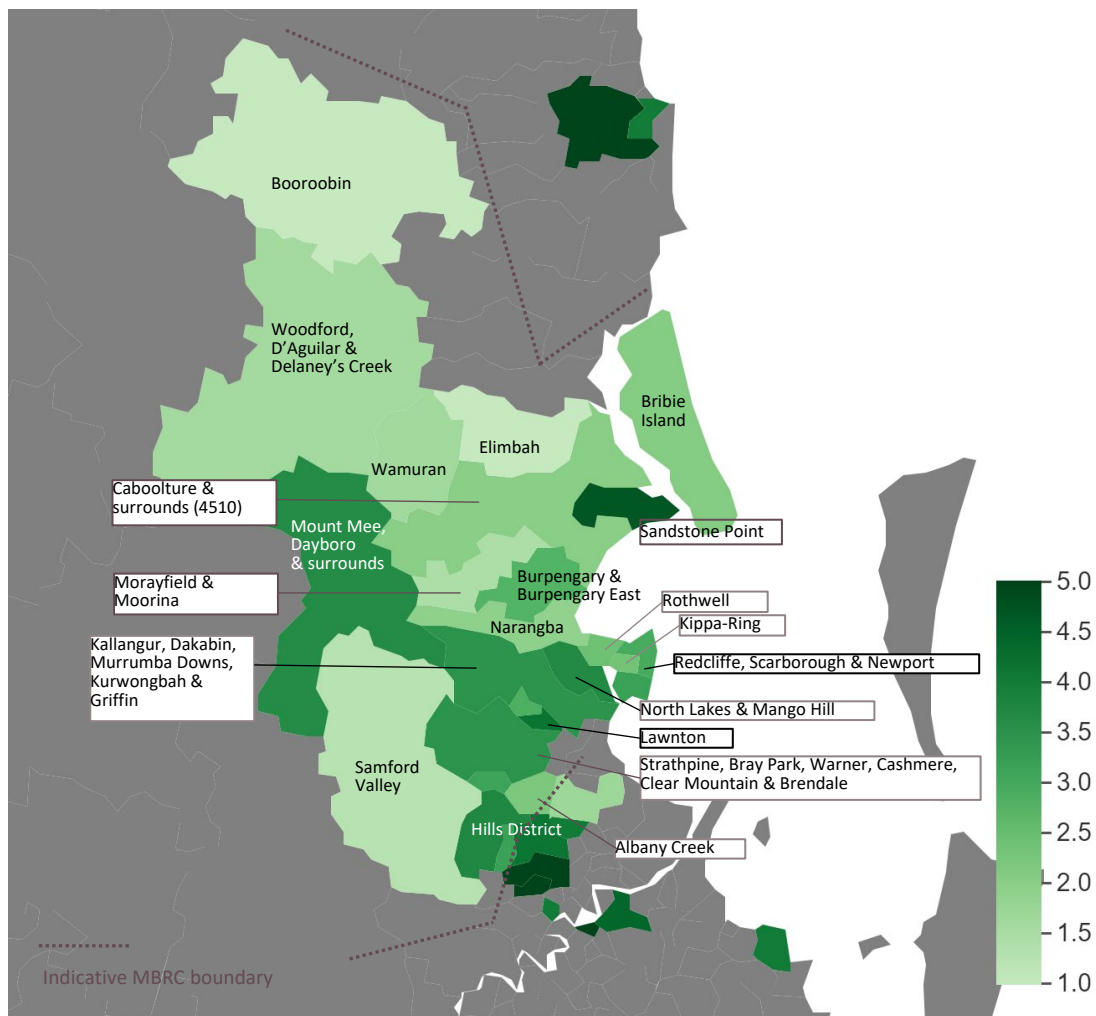 Booroobin
Woodford,
D'Aguilar &
Delaney's Creek
Bribie
Island
Elimbah
Wamuran
Caboolture &
surrounds (4510)
Mount Mee,
Dayboro
& surrounds
Sandstone Point
Morayfield &
Moorina
Burpengary &
Burpengary East
Rothwell
Narangba
Kippa-Ring
Kallangur, Dakabin,
Murrumba Downs,
Kurwongbah &
Griffin
Redcliffe, Scarborough & Newport
North Lakes & Mango Hill
Lawnton
Strathpine, Bray Park, Warner, Cashmere,
Clear Mountain & Brendale
Samford
Valley
Hills District
Albany Creek
Indicative MBRC boundary
5.0
4.5
4.0
3.5
3.0
2.5
2.0
1.5
1.0